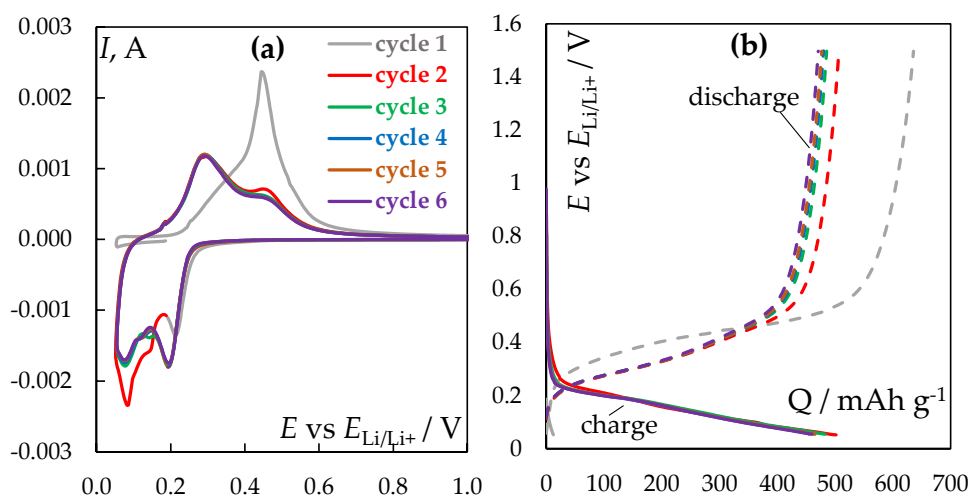 0.003
0.002
0.001
0.000
-0.001
-0.002
-0.003
I, A
(a)
cycle 1
cycle 2
cycle 3
cycle 4
cycle 5
cycle 6
E vs ELi/Li+ / V
0.0 0.2 0.4 0.6 0.8 1.0
1.6
1.4
1.2
1
0.8
0.6
0.4
0.2
0
(b)
E vs ELi/Li+ / V
discharge
Q / mAh g-1
charge
0 100 200 300 400 500 600 700